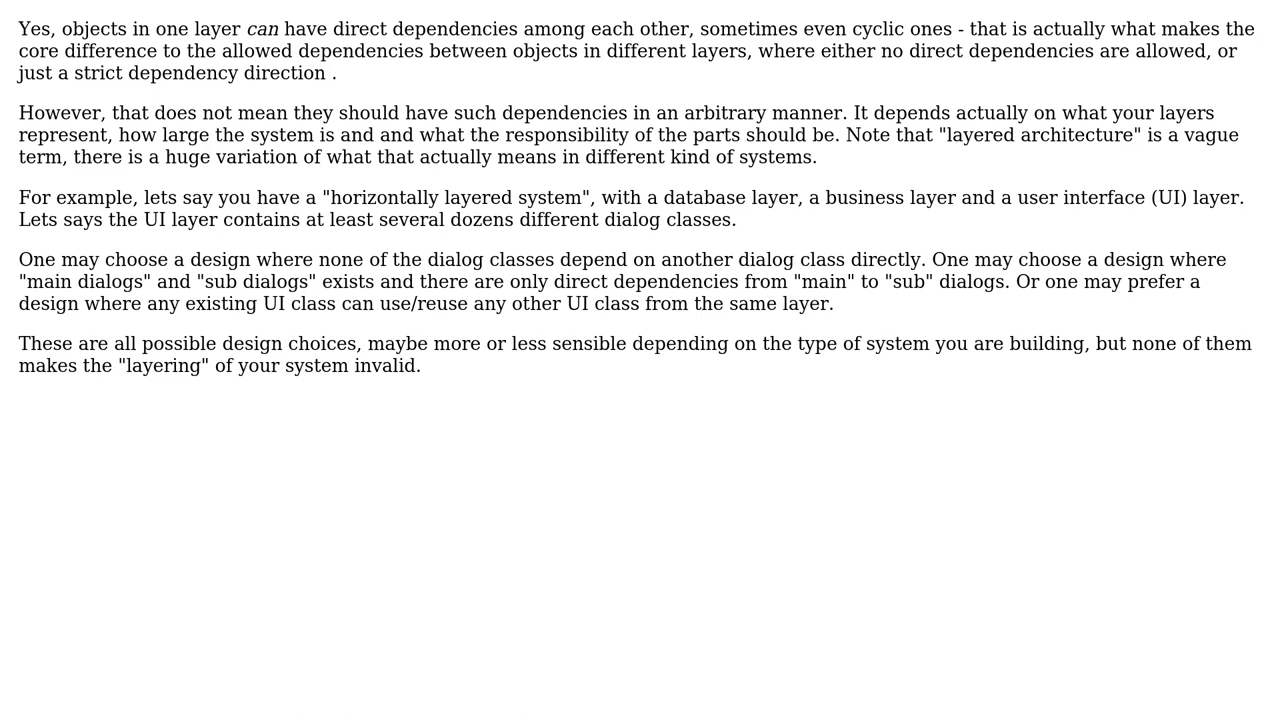 Yes, objects in one layer can have direct dependencies among each other, sometimes even cyclic ones - that is actually what makes the
core difference to the allowed dependencies between objects in different layers, where either no direct dependencies are allowed, or
just a strict dependency direction .
However, that does not mean they should have such dependencies in an arbitrary manner. It depends actually on what your layers
represent, how large the system is and and what the responsibility of the parts should be. Note that "layered architecture" is a vague
term, there is a huge variation of what that actually means in different kind of systems.
For example, lets say you have a "horizontally layered system", with a database layer, a business layer and a user interface (UI) layer.
Lets says the UI layer contains at least several dozens different dialog classes.
One may choose a design where none of the dialog classes depend on another dialog class directly. One may choose a design where
"main dialogs" and "sub dialogs" exists and there are only direct dependencies from "main" to "sub" dialogs. Or one may prefer a
design where any existing UI class can use/reuse any other UI class from the same layer.
These are all possible design choices, maybe more or less sensible depending on the type of system you are building, but none of them
makes the "layering" of your system invalid.